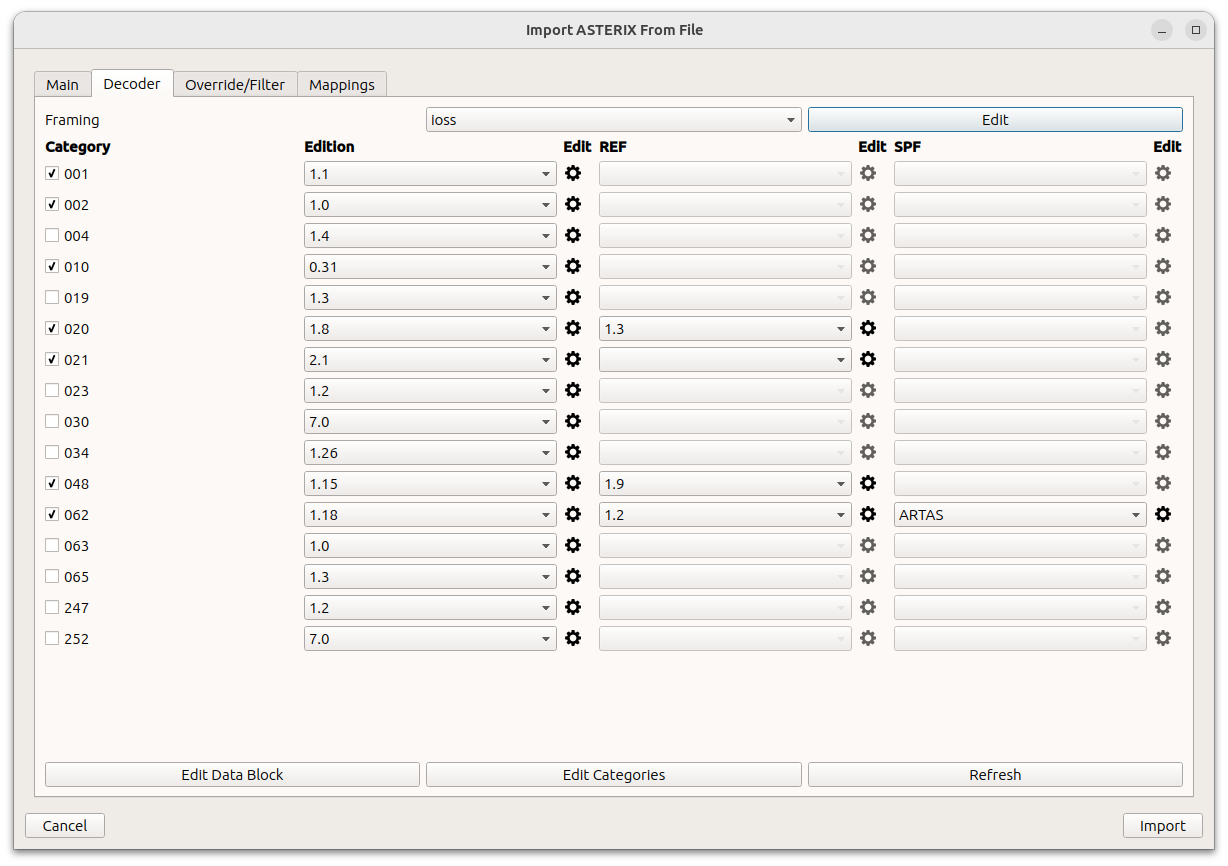 Import ASTERIX From File
Main Decoder Override/Filter Mappings
Framing ioss Edit
Category Edition Edit REF Edit SPF Edit
001 1.1
002 1.0
004 1.4
010 0.31
019 1.3
020 1.8 1.3
021 2.1
023 1.2
030 7.0
034 1.26
048 1.15 1.9
062 1.18 1.2 ARTAS
063 1.0
065 1.3
247 1.2
252 7.0
Edit Data Block Edit Categories Refresh
Cancel Import